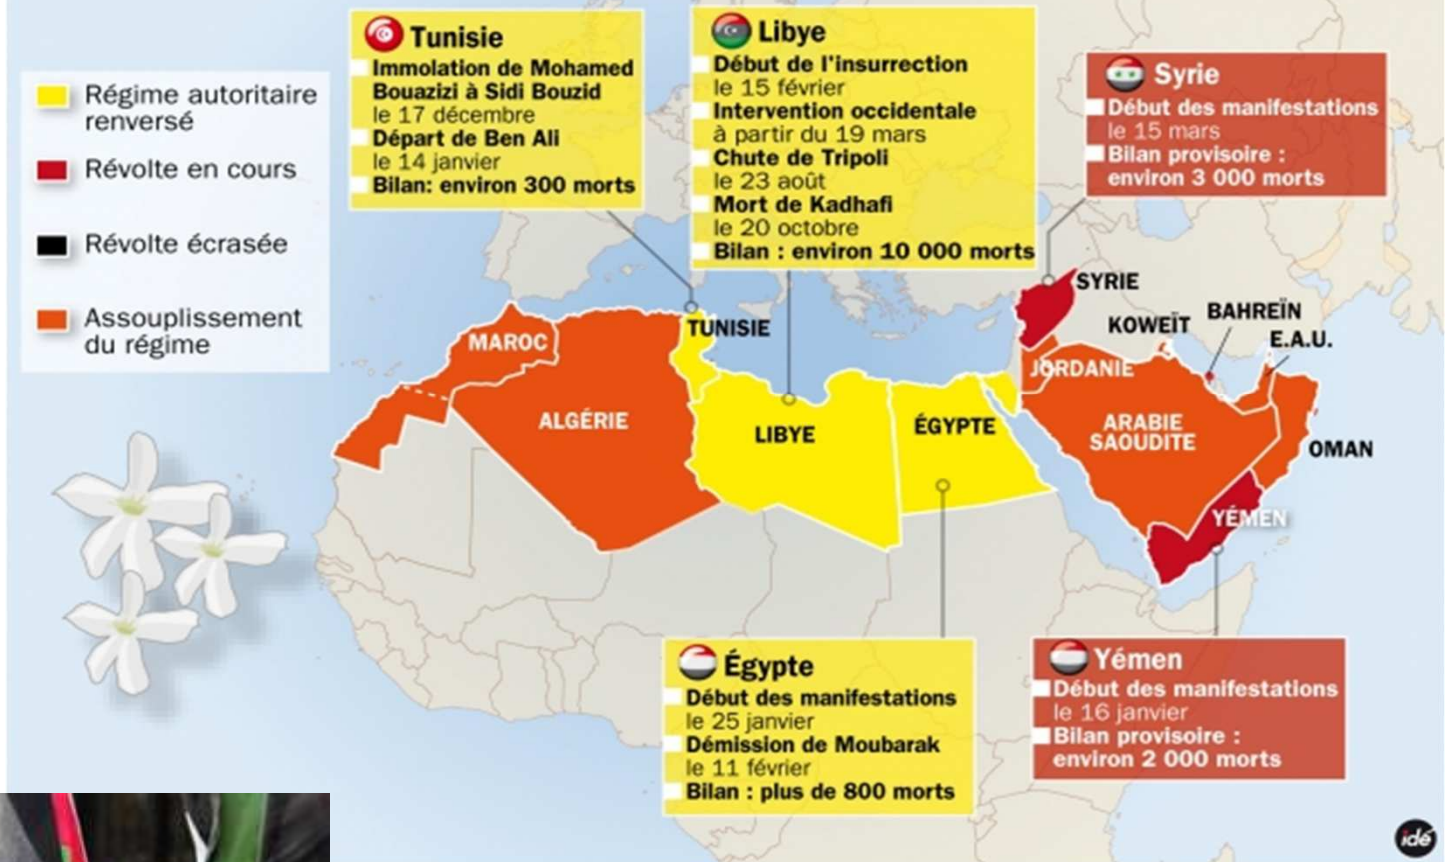 Régime autoritaire
renversé
Révolte en cours
Révolte écrasée
Assouplissement
du régime
Tunisie
Immolation de Mohamed
Bouazizi à Sidi Bouzid
le 17 décembre
Départ de Ben Ali
le 14 janvier
Bilan: environ 300 morts
Libye
Début de l'insurrection
le 15 février
Intervention occidentale
à partir du 19 mars
Chute de Tripoli
le 23 août
Mort de Kadhafi
le 20 octobre
Bilan : environ 10 000 morts
Syrie
Début des manifestations
le 15 mars
Bilan provisoire :
environ 3 000 morts
SYRIE
BAHREÏN
KOWEÏT
E.A.U.
TUNISIE
MAROC
JORDANIE
ALGÉRIE
LIBYE
ÉGYPTE
ARABIE
SAOUDITE
OMAN
YÉMEN
Égypte
Début des manifestations
le 25 janvier
Démission de Moubarak
le 11 février
Bilan : plus de 800 morts
Yémen
Début des manifestations
le 16 janvier
Bilan provisoire :
environ 2 000 morts
idé